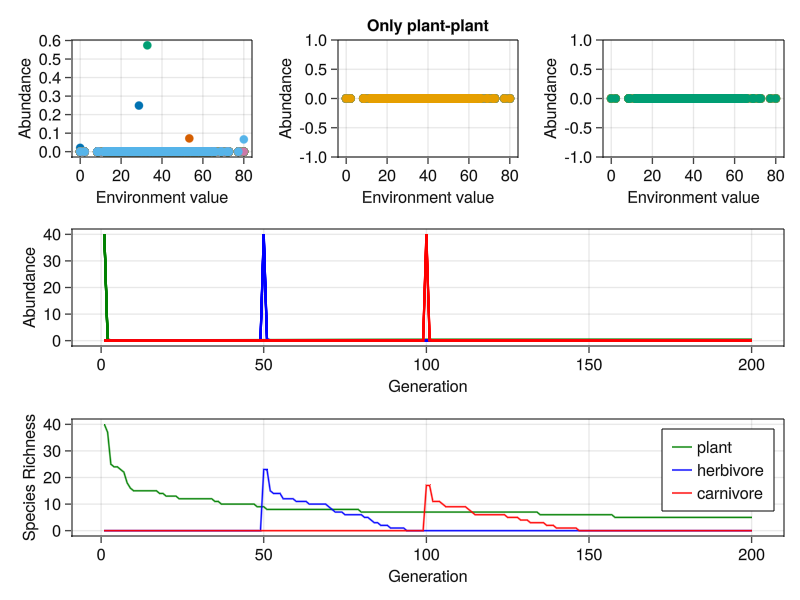 Only plant-plant
Abundance
0.6
0.5
0.4
0.3
0.2
0.1
0.0
0 20 40 60 80
Environment value
Abundance
1.0
0.5
0.0
-0.5
-1.0
0 20 40 60 80
Environment value
Abundance
1.0
0.5
0.0
-0.5
-1.0
0 20 40 60 80
Environment value
Abundance
40
30
20
10
0
0 50 100 150 200
Generation
Species Richness
40
30
20
10
0
plant
herbivore
carnivore
0 50 100 150 200
Generation